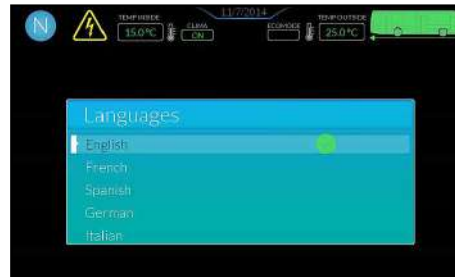 N
TEMP INSIDE
15.0°C
CLIMA
ON
11/7/2014
ECOMODE
TEMP OUTSIDE
25.0°C
Languages
English
French
Spanish
German
Italian